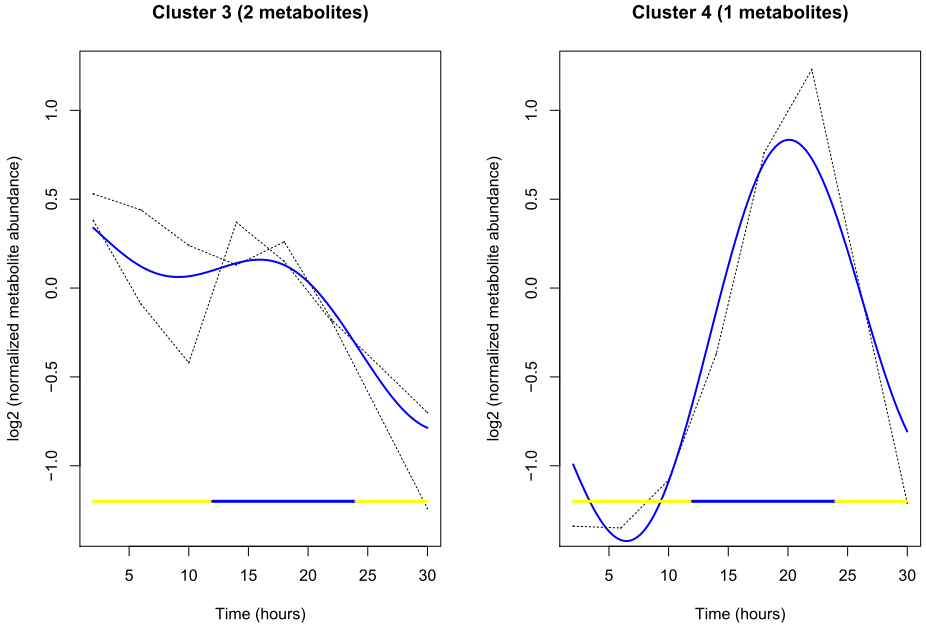 Cluster 3 (2 metabolites)
log2 (normalized metabolite abundance)
1.0
0.5
0.0
−0.5
−1.0
5 10 15 20 25 30
Time (hours)
Cluster 4 (1 metabolites)
log2 (normalized metabolite abundance)
1.0
0.5
0.0
−0.5
−1.0
5 10 15 20 25 30
Time (hours)